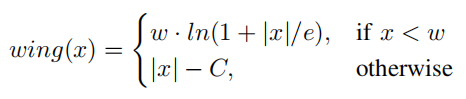 wing(x) = { w · ln(1 + |x|/e), if x < w
|x| − C, otherwise